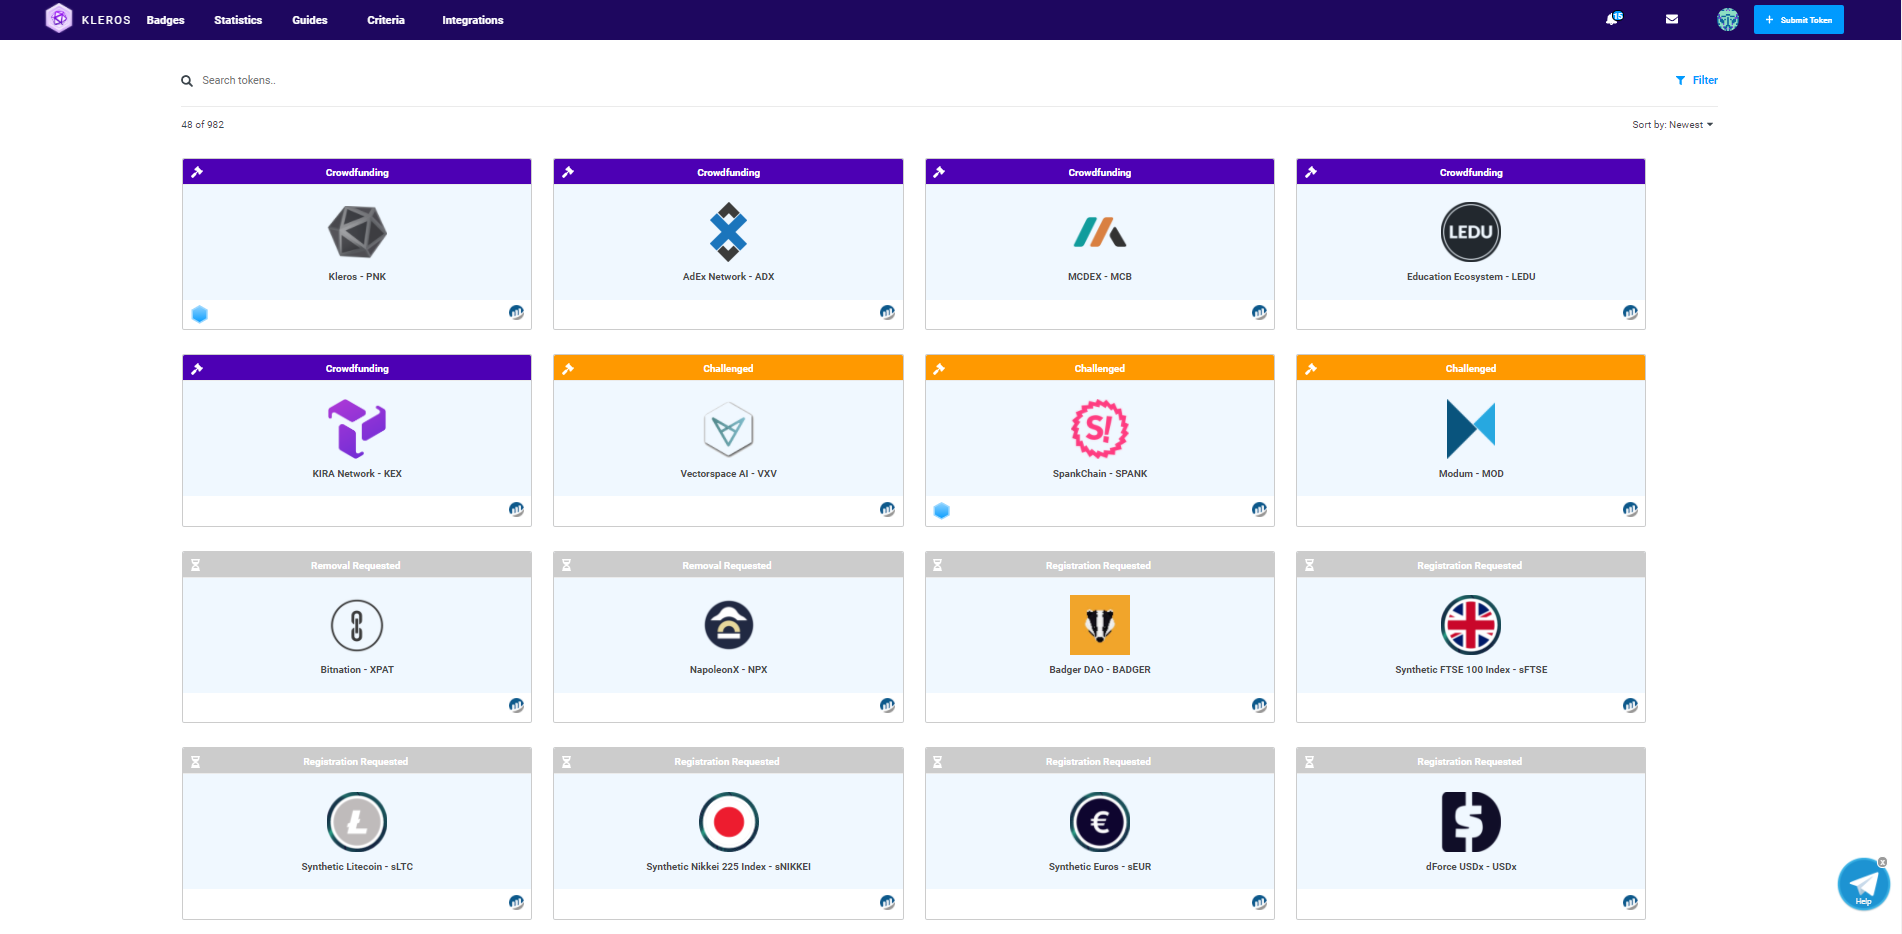 KLEROS Badges Statistics Guides Criteria Integrations 15 + Submit Token
Search tokens.. Filter
48 of 982 Sort by: Newest
Crowdfunding Crowdfunding Crowdfunding Crowdfunding
LEDU
Kleros - PNK AdEx Network - ADX MCDEX - MCB Education Ecosystem - LEDU
Crowdfunding Challenged Challenged Challenged
S!
KIRA Network - KEX Vectorspace AI - VXV SpankChain - SPANK Modum - MOD
Removal Requested Removal Requested Registration Requested Registration Requested
Bitnation - XPAT NapoleonX - NPX Badger DAO - BADGER Synthetic FTSE 100 Index - sFTSE
Registration Requested Registration Requested Registration Requested Registration Requested
Ł € $
Synthetic Litecoin - sLTC Synthetic Nikkei 225 Index - sNIKKEI Synthetic Euros - sEUR dForce USDx - USDx
x
Help